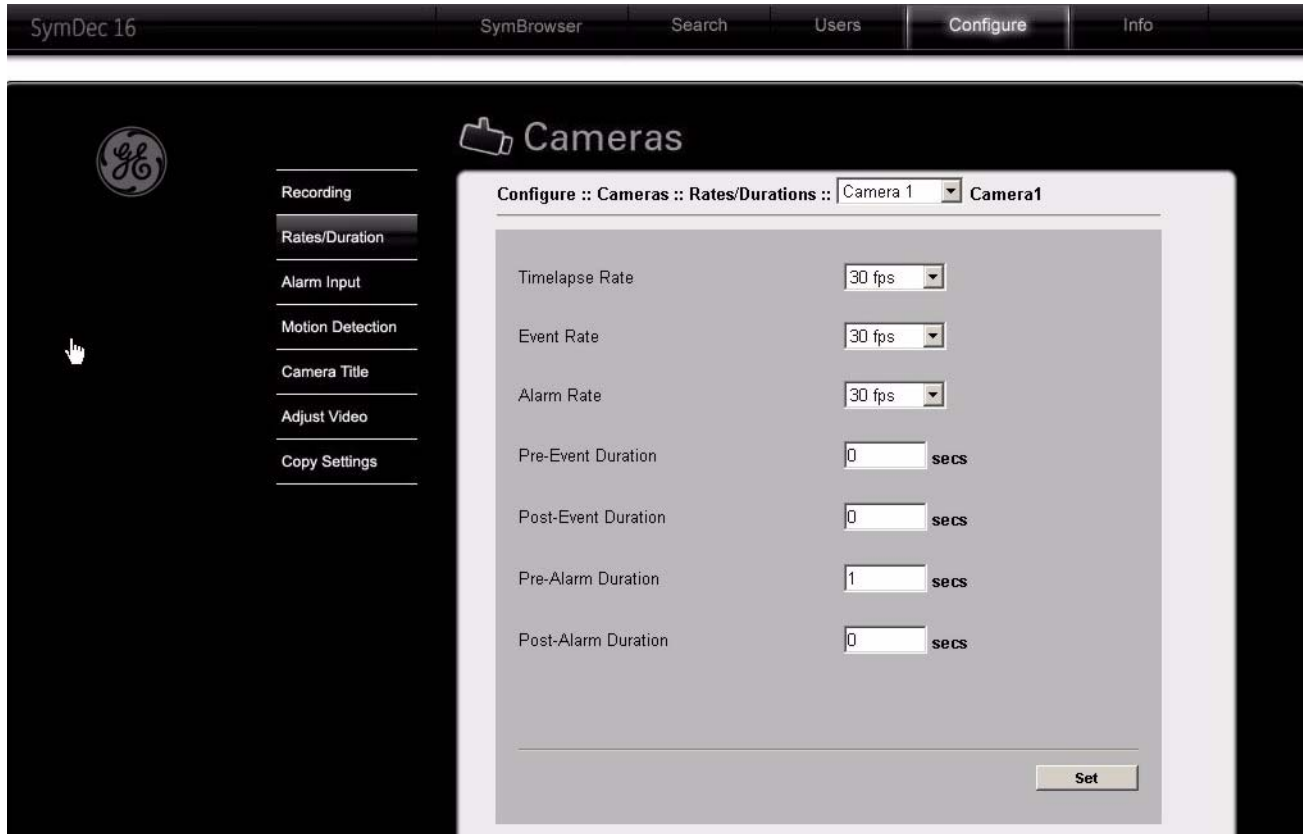 SymDec 16
SymBrowser Search Users Configure Info
GE
Cameras
Recording
Rates/Duration
Alarm Input
Motion Detection
Camera Title
Adjust Video
Copy Settings
Configure :: Cameras :: Rates/Durations :: Camera 1 Camera1
Timelapse Rate 30 fps
Event Rate 30 fps
Alarm Rate 30 fps
Pre-Event Duration 0 secs
Post-Event Duration 0 secs
Pre-Alarm Duration 1 secs
Post-Alarm Duration 0 secs
Set